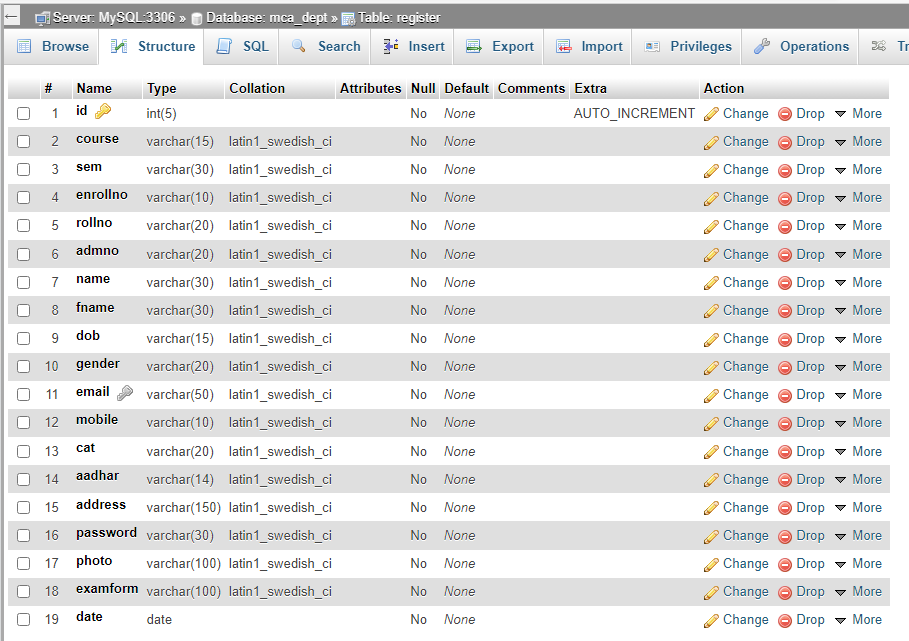 Server: MySQL:3306 » Database: mca_dept » Table: register
Browse Structure SQL Search Insert Export Import Privileges Operations Tr
# Name Type Collation Attributes Null Default Comments Extra Action
1 id int(5) No None AUTO_INCREMENT Change Drop More
2 course varchar(15) latin1_swedish_ci No None Change Drop More
3 sem varchar(30) latin1_swedish_ci No None Change Drop More
4 enrollno varchar(10) latin1_swedish_ci No None Change Drop More
5 rollno varchar(20) latin1_swedish_ci No None Change Drop More
6 admno varchar(20) latin1_swedish_ci No None Change Drop More
7 name varchar(30) latin1_swedish_ci No None Change Drop More
8 fname varchar(30) latin1_swedish_ci No None Change Drop More
9 dob varchar(15) latin1_swedish_ci No None Change Drop More
10 gender varchar(20) latin1_swedish_ci No None Change Drop More
11 email varchar(50) latin1_swedish_ci No None Change Drop More
12 mobile varchar(10) latin1_swedish_ci No None Change Drop More
13 cat varchar(20) latin1_swedish_ci No None Change Drop More
14 aadhar varchar(14) latin1_swedish_ci No None Change Drop More
15 address varchar(150) latin1_swedish_ci No None Change Drop More
16 password varchar(30) latin1_swedish_ci No None Change Drop More
17 photo varchar(100) latin1_swedish_ci No None Change Drop More
18 examform varchar(100) latin1_swedish_ci No None Change Drop More
19 date date No None Change Drop More